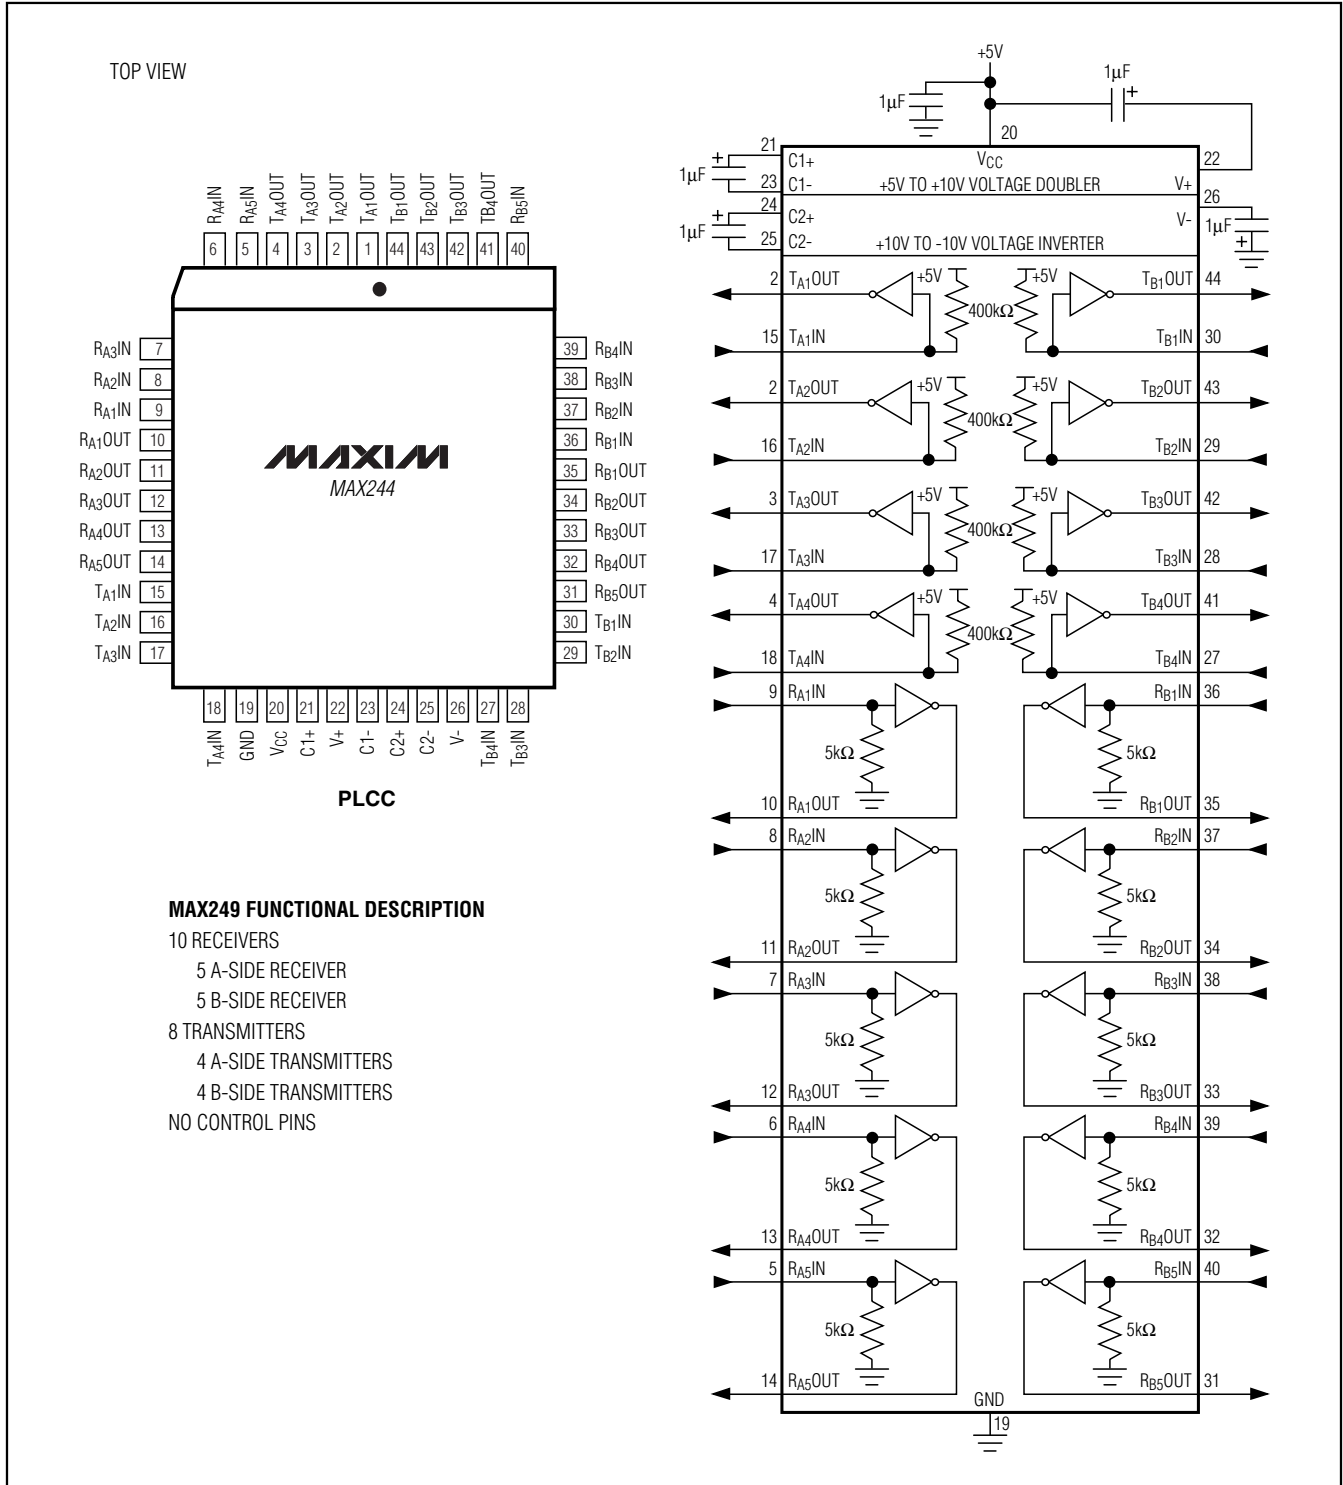 TOP VIEW
RA4IN
RA5IN
TA4OUT
TA3OUT
TA2OUT
TA1OUT
TB1OUT
TB2OUT
TB3OUT
TB4OUT
RB5IN
6 5 4 3 2 1 44 43 42 41 40
RA3IN 7
RA2IN 8
RA1IN 9
RA1OUT 10
RA2OUT 11
RA3OUT 12
RA4OUT 13
RA5OUT 14
TA1IN 15
TA2IN 16
TA3IN 17
39 RB4IN
38 RB3IN
37 RB2IN
36 RB1IN
35 RB1OUT
34 RB2OUT
33 RB3OUT
32 RB4OUT
31 RB5OUT
30 TB1IN
29 TB2IN
MAXIM
MAX244
18 19 20 21 22 23 24 25 26 27 28
TA4IN
GND
VCC
C1+
V+
C1-
C2+
C2-
V-
TB4IN
TB3IN
PLCC
MAX249 FUNCTIONAL DESCRIPTION
10 RECEIVERS
5 A-SIDE RECEIVER
5 B-SIDE RECEIVER
8 TRANSMITTERS
4 A-SIDE TRANSMITTERS
4 B-SIDE TRANSMITTERS
NO CONTROL PINS
+5V
1µF
1µF +
20
21 C1+ VCC 22
+ 1µF
23 C1- +5V TO +10V VOLTAGE DOUBLER V+
26
24 C2+ V-
+ 1µF 1µF +
25 C2- +10V TO -10V VOLTAGE INVERTER
2 TA1OUT +5V +5V TB1OUT 44
400kΩ
15 TA1IN TB1IN 30
2 TA2OUT +5V +5V TB2OUT 43
400kΩ
16 TA2IN TB2IN 29
3 TA3OUT +5V +5V TB3OUT 42
400kΩ
17 TA3IN TB3IN 28
4 TA4OUT +5V +5V TB4OUT 41
400kΩ
18 TA4IN TB4IN 27
9 RA1IN RB1IN 36
5kΩ 5kΩ
10 RA1OUT RB1OUT 35
8 RA2IN RB2IN 37
5kΩ 5kΩ
11 RA2OUT RB2OUT 34
7 RA3IN RB3IN 38
5kΩ 5kΩ
12 RA3OUT RB3OUT 33
6 RA4IN RB4IN 39
5kΩ 5kΩ
13 RA4OUT RB4OUT 32
5 RA5IN RB5IN 40
5kΩ 5kΩ
14 RA5OUT RB5OUT 31
GND
19